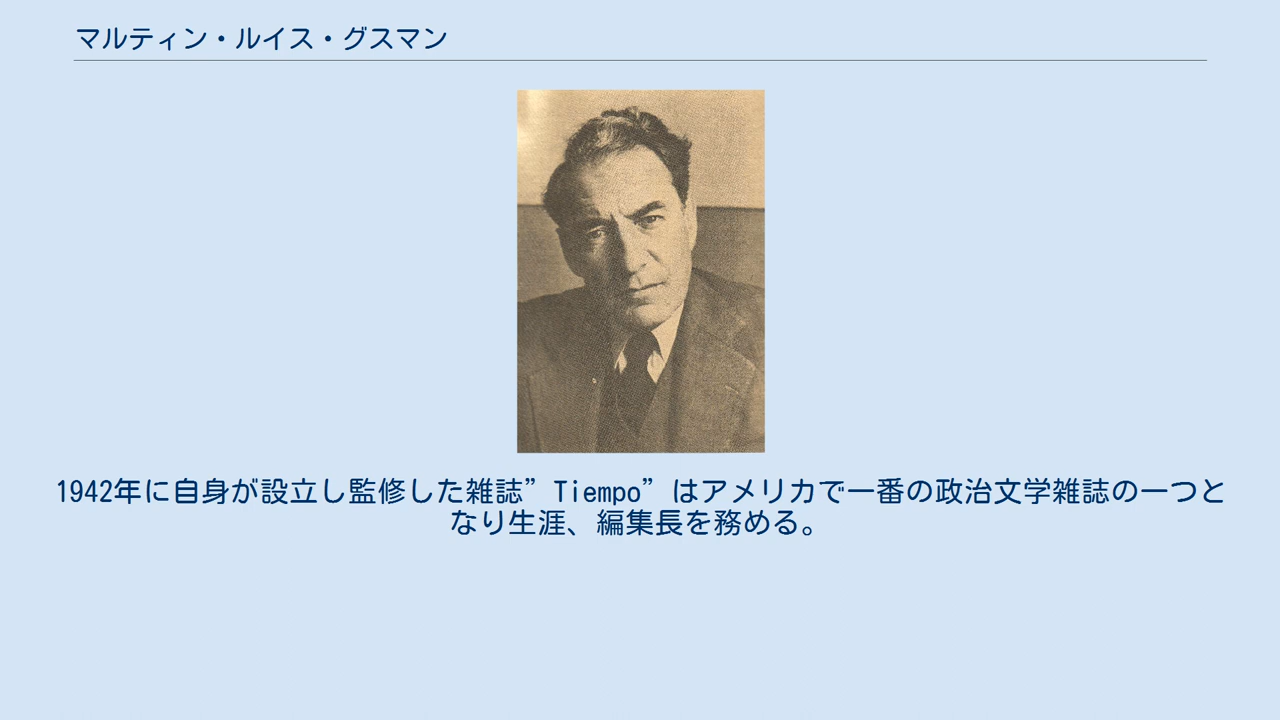 マルティン・ルイス・グスマン
1942年に自身が設立し監修した雑誌”Tiempo”はアメリカで一番の政治文学雑誌の一つと
なり生涯、編集長を務める。